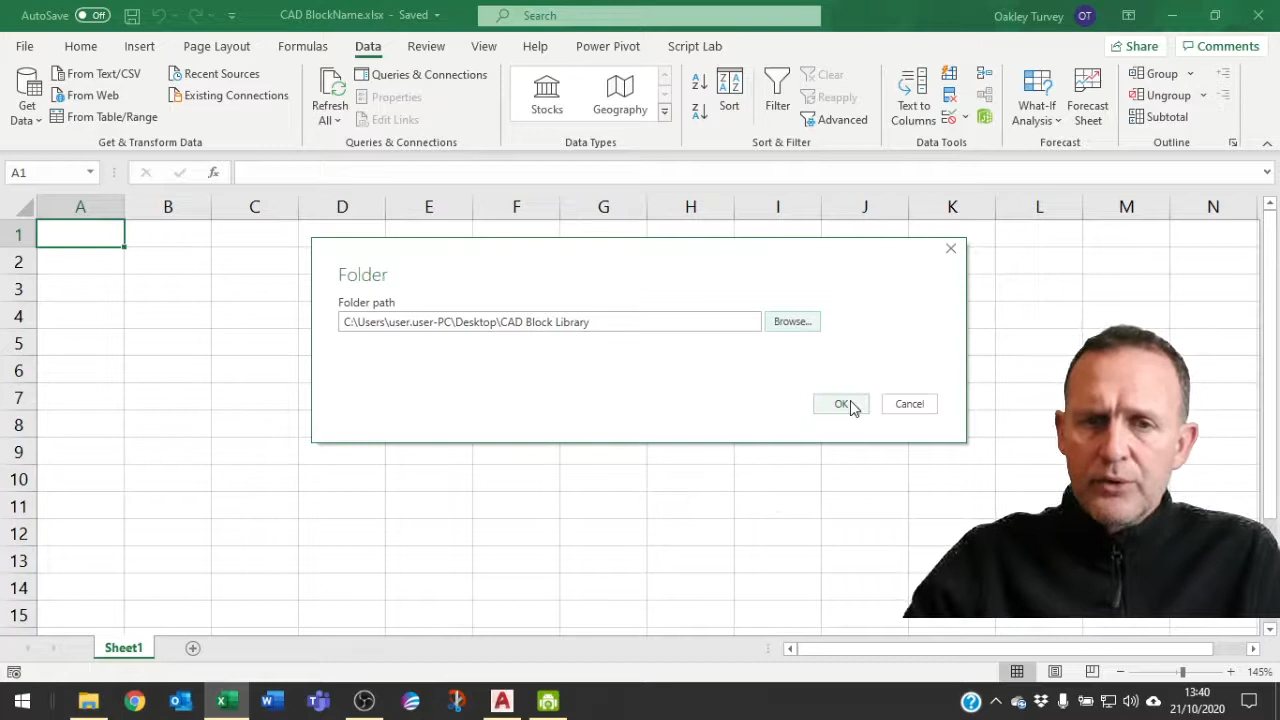 AutoSave Off CAD BlockName.xlsx - Saved Search Oakley Turvey OT
File Home Insert Page Layout Formulas Data Review View Help Power Pivot Script Lab Share Comments
Get Data
From Text/CSV
From Web
From Table/Range
Recent Sources
Existing Connections
Get & Transform Data
Refresh All
Queries & Connections
Properties
Edit Links
Queries & Connections
Stocks
Geography
Data Types
Sort
Filter
Clear
Reapply
Advanced
Sort & Filter
Text to Columns
Data Tools
What-If Analysis
Forecast Sheet
Forecast
Group
Ungroup
Subtotal
Outline
A1 fx
A B C D E F G H I J K L M N
1
2
3
4
5
6
7
8
9
10
11
12
13
14
15
Folder
Folder path
C:\Users\user.user-PC\Desktop\CAD Block Library Browse...
OK Cancel
Sheet1
145%
13:40
21/10/2020